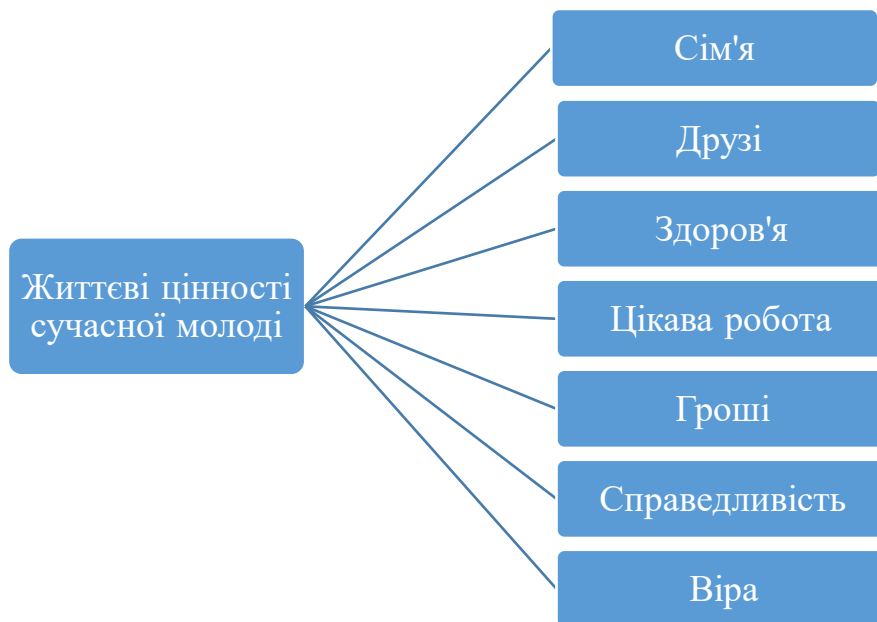 Життєві цінності
сучасної молоді
Сім'я
Друзі
Здоров'я
Цікава робота
Гроші
Справедливість
Віра